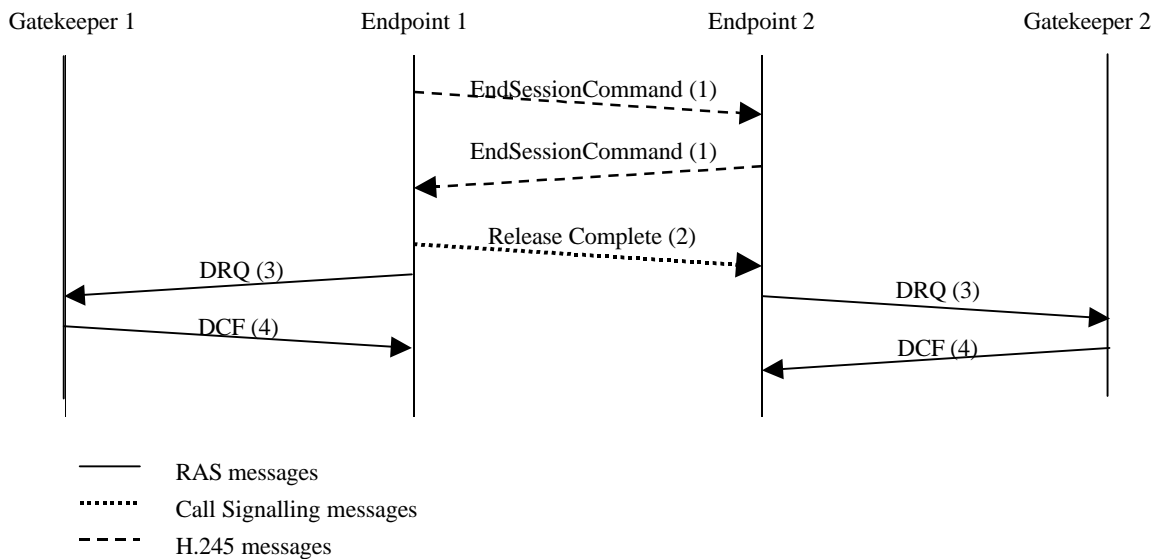 Gatekeeper 1 Endpoint 1 Endpoint 2 Gatekeeper 2
EndSessionCommand (1)
EndSessionCommand (1)
Release Complete (2)
DRQ (3)
DRQ (3)
DCF (4)
DCF (4)
RAS messages
Call Signalling messages
H.245 messages